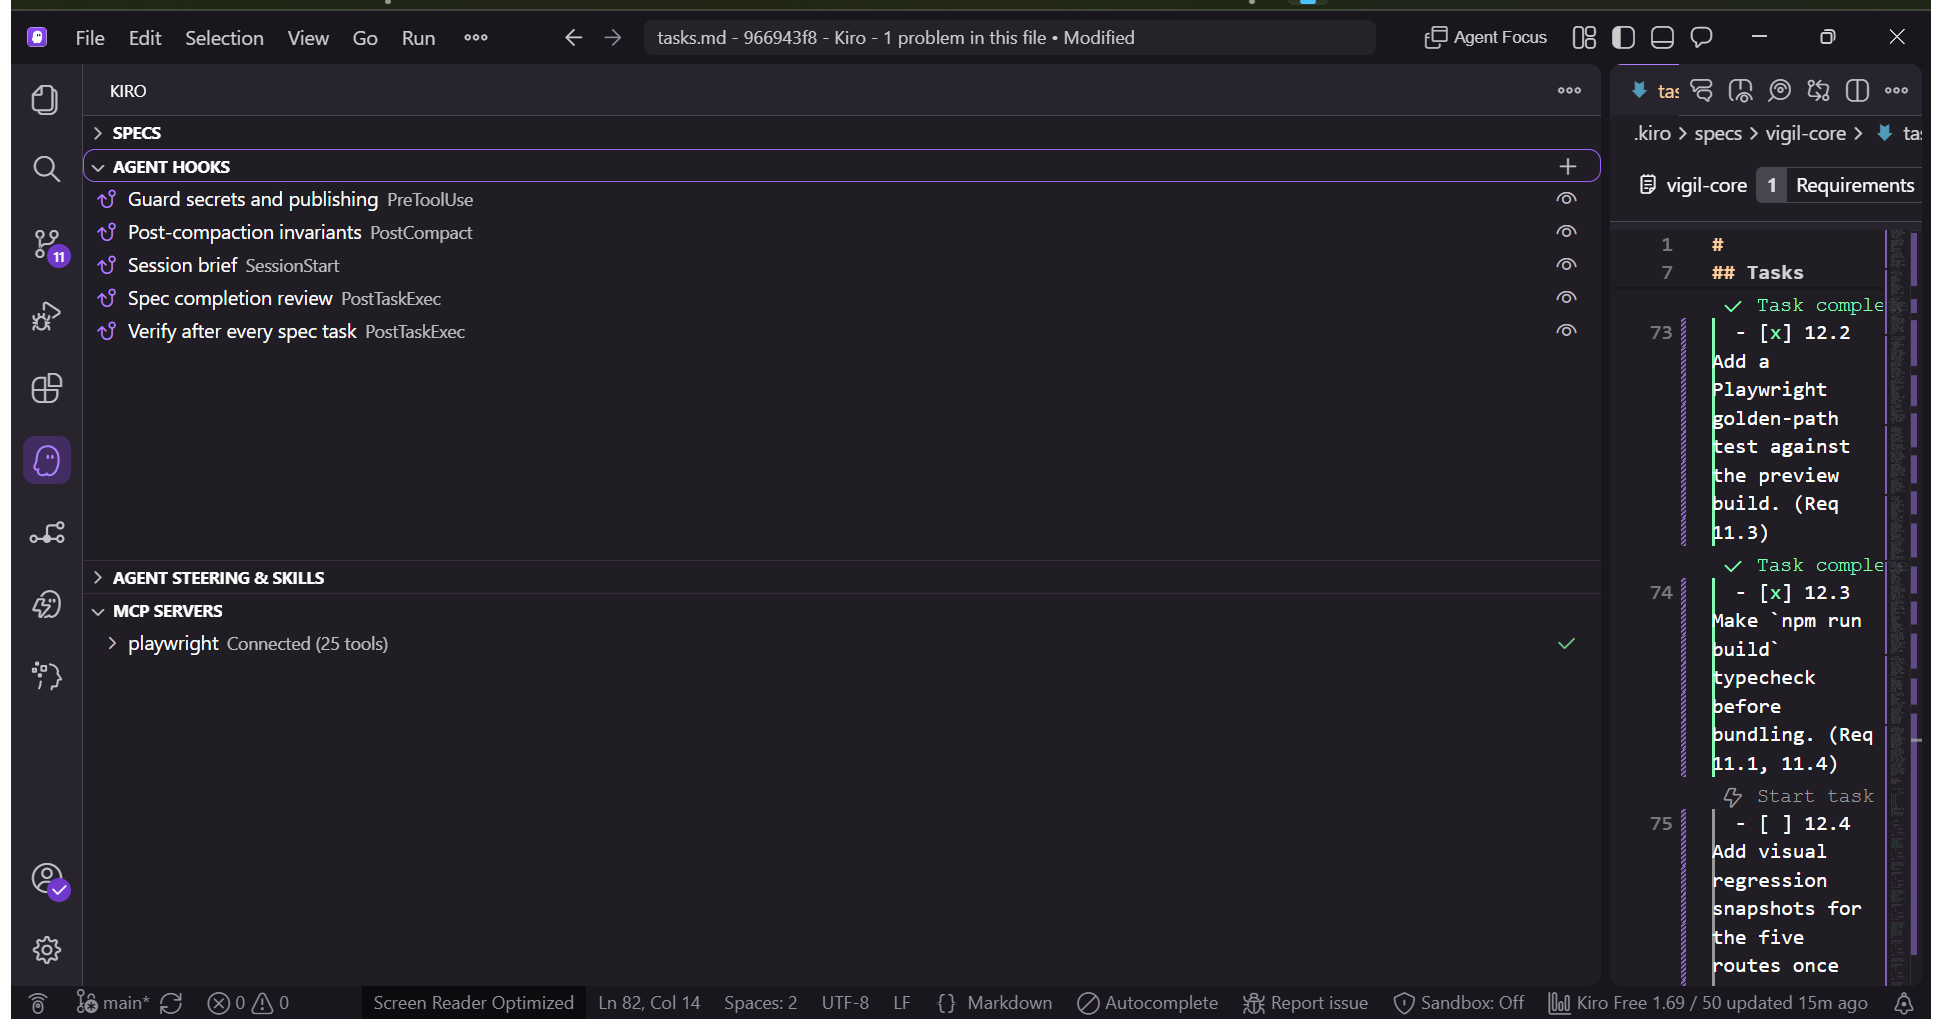 File Edit Selection View Go Run
tasks.md - 966943f8 - Kiro - 1 problem in this file • Modified
Agent Focus
KIRO
SPECS
AGENT HOOKS
Guard secrets and publishing PreToolUse
Post-compaction invariants PostCompact
Session brief SessionStart
Spec completion review PostTaskExec
Verify after every spec task PostTaskExec
AGENT STEERING & SKILLS
MCP SERVERS
playwright Connected (25 tools)
11
tas
.kiro > specs > vigil-core > tas
vigil-core 1 Requirements
1 #
7 ## Tasks
Task comple
73 - [x] 12.2
Add a
Playwright
golden-path
test against
the preview
build. (Req
11.3)
Task comple
74 - [x] 12.3
Make `npm run
build`
typecheck
before
bundling. (Req
11.1, 11.4)
Start task
75 - [ ] 12.4
Add visual
regression
snapshots for
the five
routes once
main* 0 0 Screen Reader Optimized Ln 82, Col 14 Spaces: 2 UTF-8 LF {} Markdown Autocomplete Report issue Sandbox: Off Kiro Free 1.69 / 50 updated 15m ago